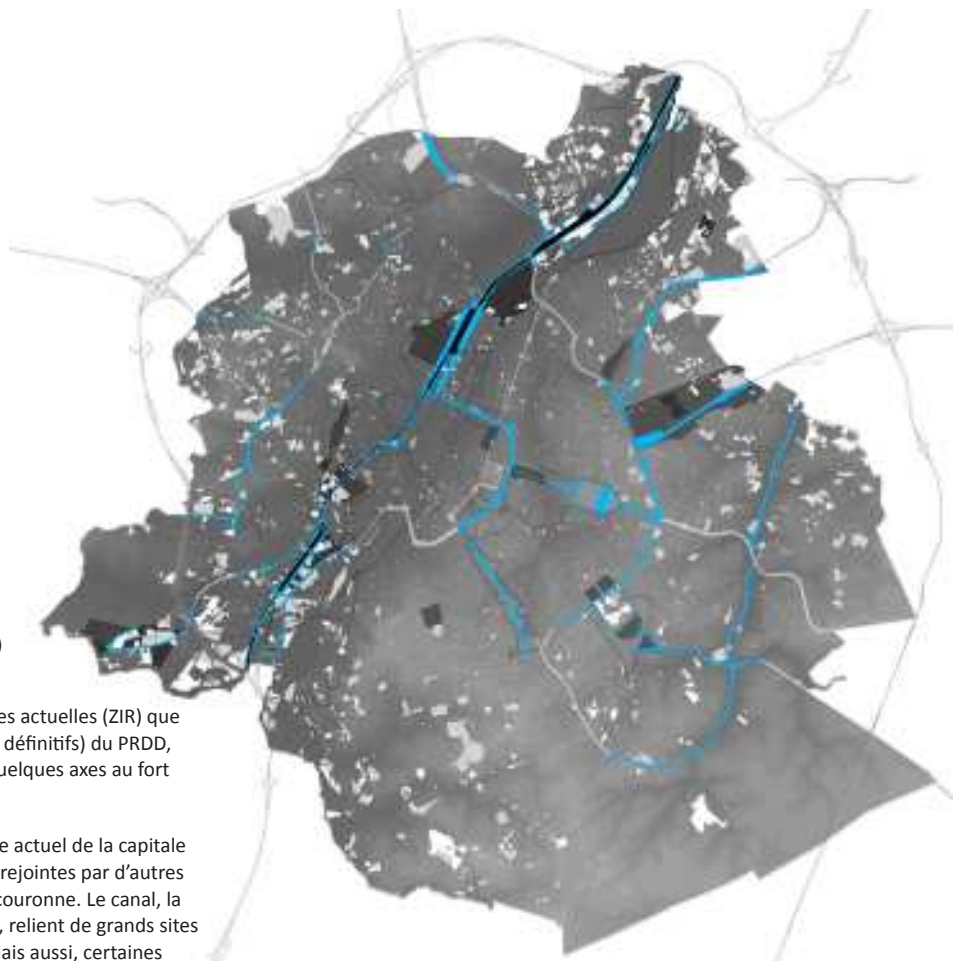 )
es actuelles (ZIR) que
définitifs) du PRDD,
uelques axes au fort
e actuel de la capitale
rejointes par d'autres
couronne. Le canal, la
, relient de grands sites
ais aussi, certaines